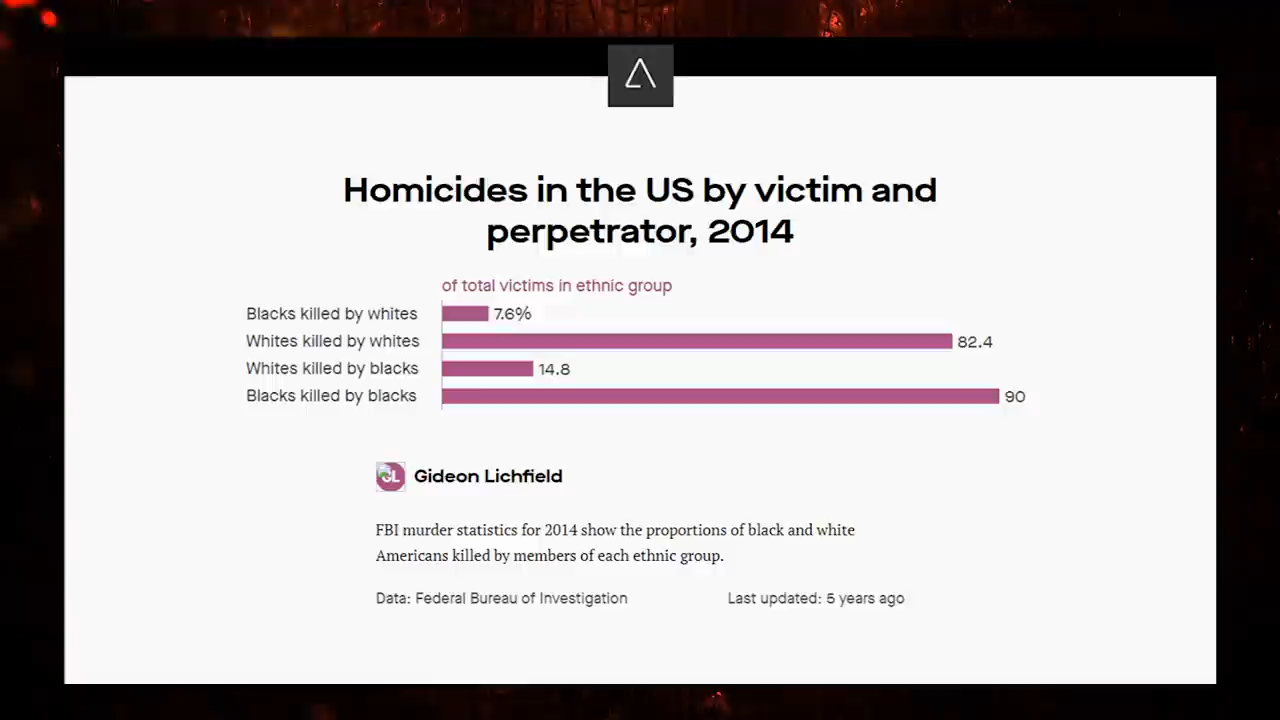 Homicides in the US by victim and
perpetrator, 2014
of total victims in ethnic group
Blacks killed by whites 7.6%
Whites killed by whites 82.4
Whites killed by blacks 14.8
Blacks killed by blacks 90
GL Gideon Lichfield
FBI murder statistics for 2014 show the proportions of black and white
Americans killed by members of each ethnic group.
Data: Federal Bureau of Investigation Last updated: 5 years ago